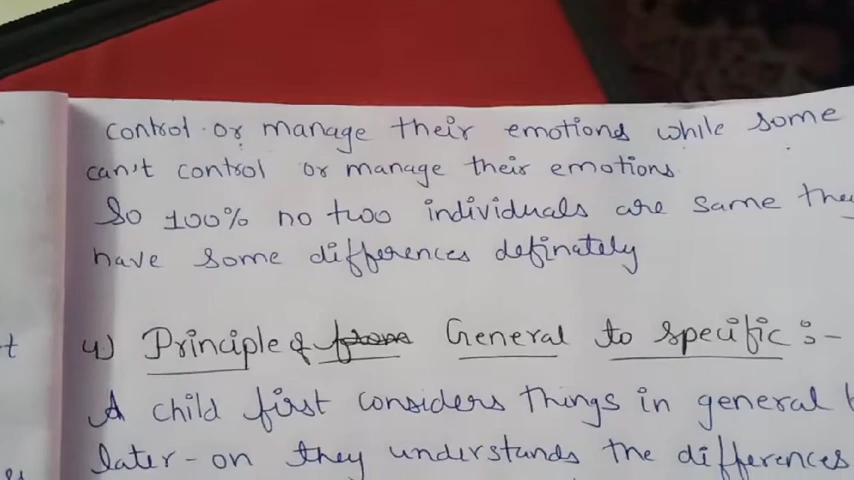 control or manage their emotions while some
can't control or manage their emotions
So 100% no two individuals are same they
have some differences definately
4) Principle of General to specific :-
A child first considers things in general
t
later-on they understands the differences